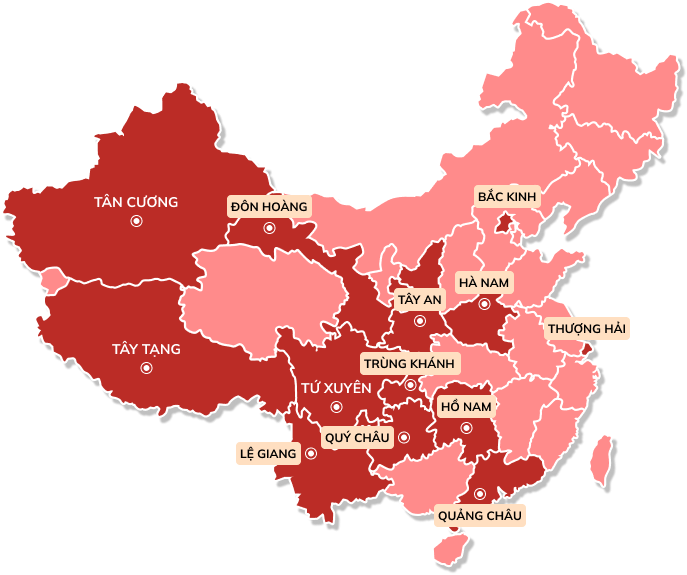 BẮC KINH
TÂN CƯƠNG
ĐÔN HOÀNG
HÀ NAM
TÂY AN
THƯỢNG HẢI
TÂY TẠNG
TRÙNG KHÁNH
TỨ XUYÊN
HỒ NAM
QUÝ CHÂU
LỆ GIANG
QUẢNG CHÂU